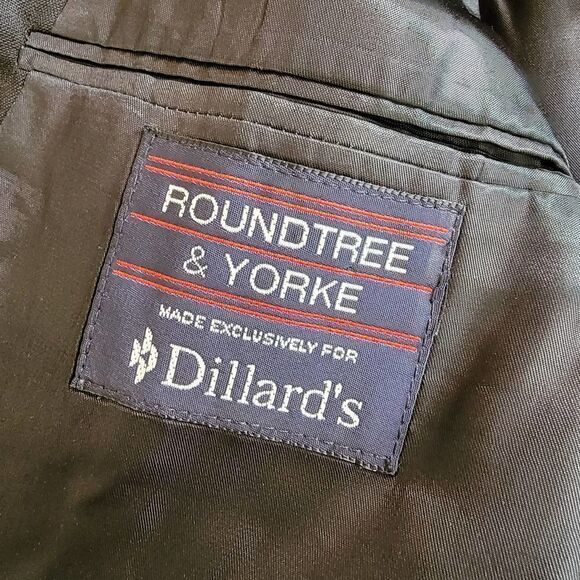 ROUNDTREE
& YORKE
MADE EXCLUSIVELY FOR
Dillard's